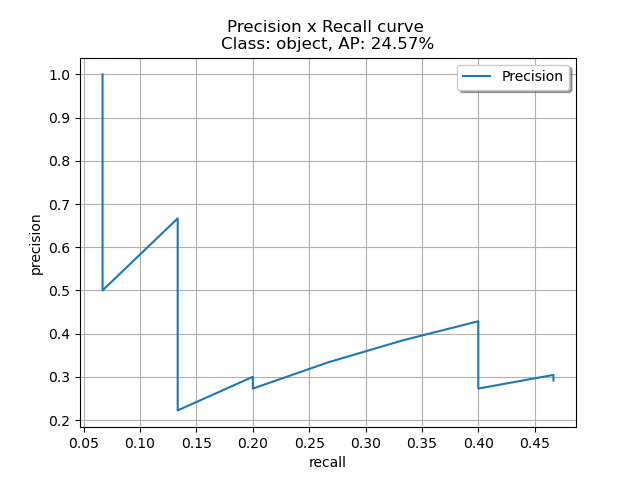 Precision x Recall curve
Class: object, AP: 24.57%
Precision
1.0
0.9
0.8
0.7
0.6
0.5
0.4
0.3
0.2
precision
0.05 0.10 0.15 0.20 0.25 0.30 0.35 0.40 0.45
recall